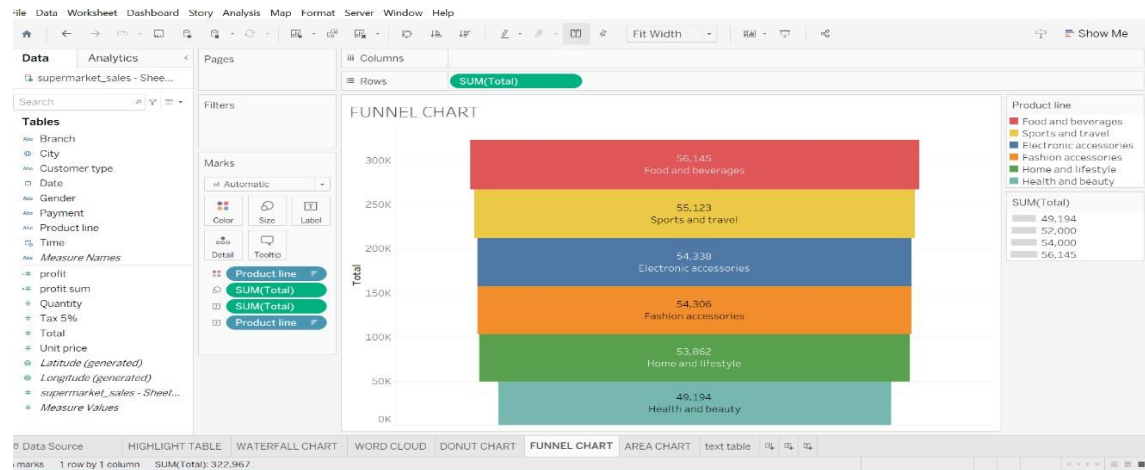 File Data Worksheet Dashboard Story Analysis Map Format Server Window Help
Fit Width
Show Me
Data Analytics
supermarket_sales - Shee...
Search
Tables
Abc Branch
City
Abc Customer type
Date
Abc Gender
Abc Payment
Abc Product line
Time
Abc Measure Names
profit
profit sum
Quantity
Tax 5%
Total
Unit price
Latitude (generated)
Longitude (generated)
supermarket_sales - Sheet...
Measure Values
Pages
Filters
Marks
Automatic
Color Size Label
Detail Tooltip
Product line
SUM(Total)
SUM(Total)
Product line
Columns
Rows SUM(Total)
FUNNEL CHART
Total
300K
250K
200K
150K
100K
50K
0K
56,145
Food and beverages
55,123
Sports and travel
54,338
Electronic accessories
54,306
Fashion accessories
53,862
Home and lifestyle
49,194
Health and beauty
Product line
Food and beverages
Sports and travel
Electronic accessories
Fashion accessories
Home and lifestyle
Health and beauty
SUM(Total)
49,194
52,000
54,000
56,145
Data Source HIGHLIGHT TABLE WATERFALL CHART WORD CLOUD DONUT CHART FUNNEL CHART AREA CHART text table
marks 1 row by 1 column SUM(Total): 322,967